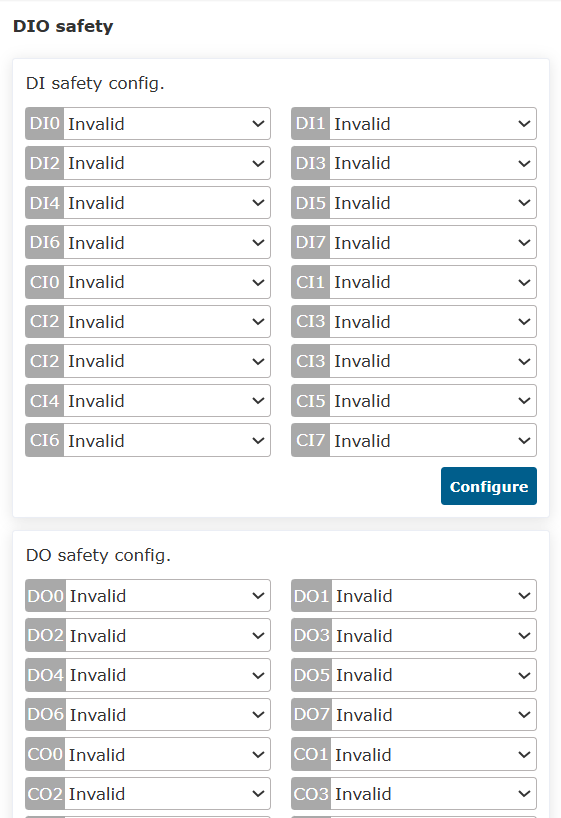 DIO safety
DI safety config.
DI0 Invalid DI1 Invalid
DI2 Invalid DI3 Invalid
DI4 Invalid DI5 Invalid
DI6 Invalid DI7 Invalid
CI0 Invalid CI1 Invalid
CI2 Invalid CI3 Invalid
CI2 Invalid CI3 Invalid
CI4 Invalid CI5 Invalid
CI6 Invalid CI7 Invalid
Configure
DO safety config.
DO0 Invalid DO1 Invalid
DO2 Invalid DO3 Invalid
DO4 Invalid DO5 Invalid
DO6 Invalid DO7 Invalid
CO0 Invalid CO1 Invalid
CO2 Invalid CO3 Invalid